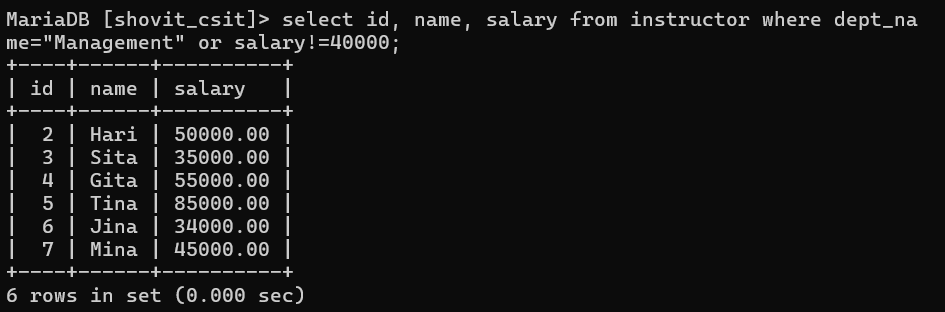 MariaDB [shovit_csit]> select id, name, salary from instructor where dept_na
me="Management" or salary!=40000;
+----+------+----------+
| id | name | salary   |
+----+------+----------+
|  2 | Hari | 50000.00 |
|  3 | Sita | 35000.00 |
|  4 | Gita | 55000.00 |
|  5 | Tina | 85000.00 |
|  6 | Jina | 34000.00 |
|  7 | Mina | 45000.00 |
+----+------+----------+
6 rows in set (0.000 sec)